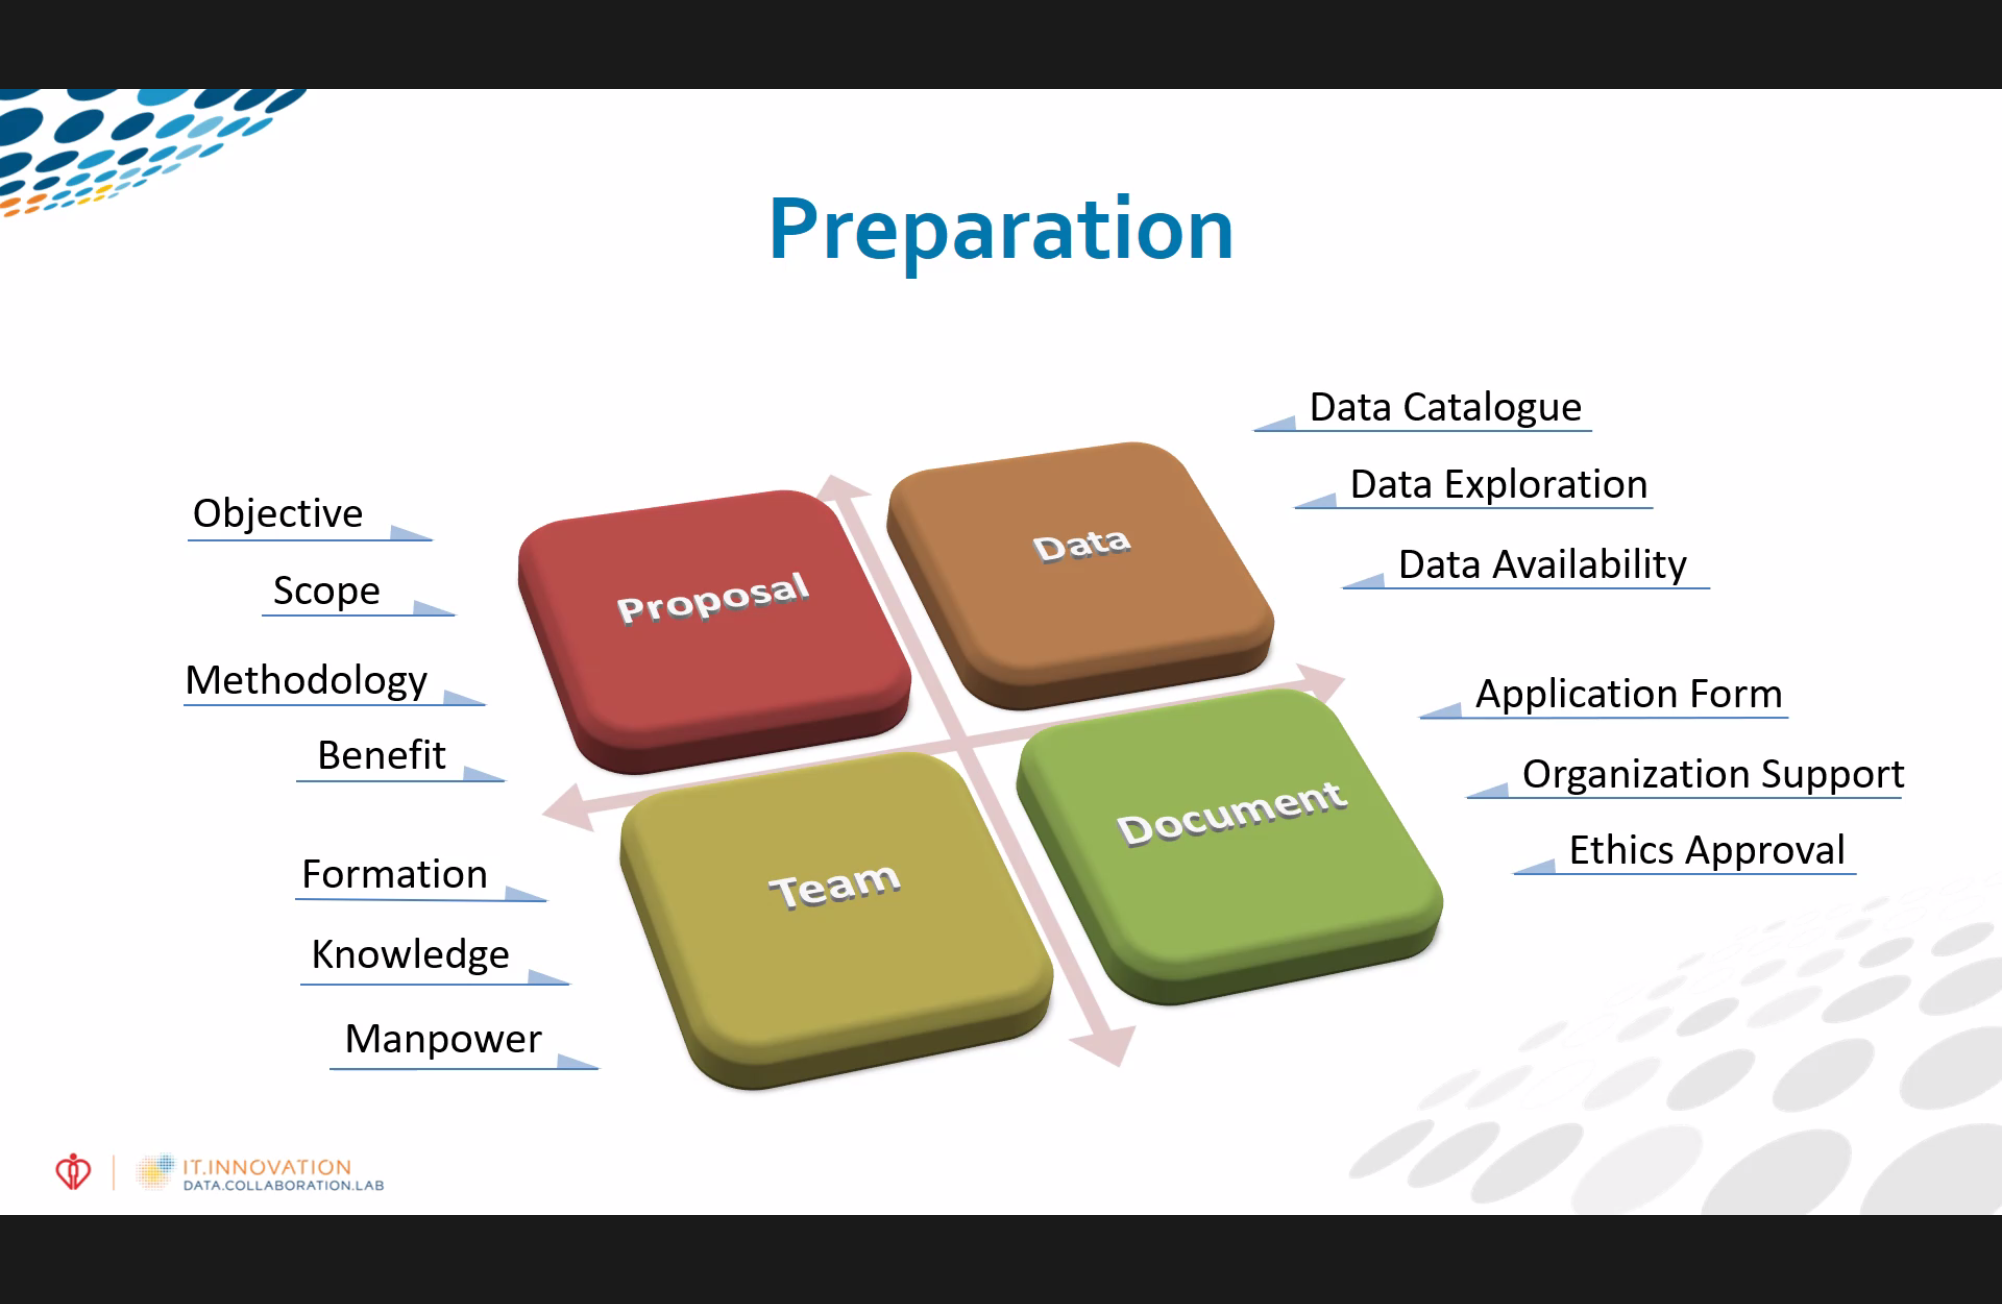 Preparation
Objective
Scope
Methodology
Benefit
Proposal
Data
Data Catalogue
Data Exploration
Data Availability
Formation
Knowledge
Manpower
Team
Document
Application Form
Organization Support
Ethics Approval
IT.INNOVATION
DATA.COLLABORATION.LAB